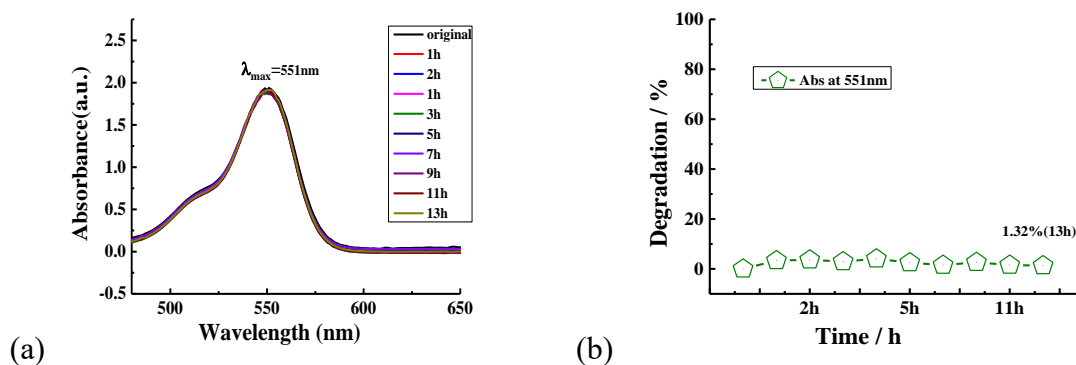 original
1h
2h
1h
3h
5h
7h
9h
11h
13h
λmax=551nm
2.5
2.0
1.5
1.0
0.5
0.0
-0.5
Absorbance(a.u.)
500
550
600
650
Wavelength (nm)
(a)
100
80
60
40
20
0
Degradation / %
Abs at 551nm
1.32%(13h)
2h
5h
11h
Time / h
(b)